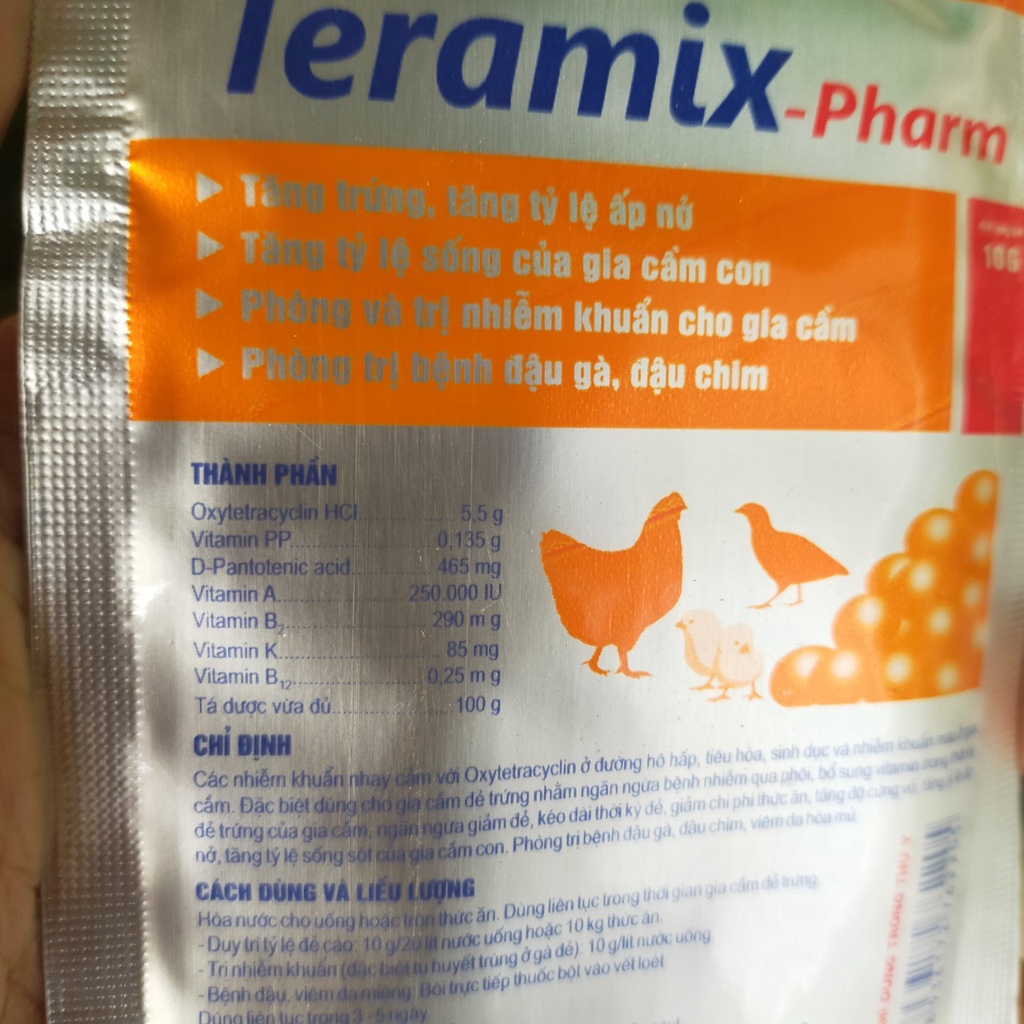 Teramix-Pharm
Tăng trứng, tăng tỷ lệ ấp nở
Tăng tỷ lệ sống của gia cầm con
Phòng và trị nhiễm khuẩn cho gia cầm
Phòng trị bệnh đậu gà, đậu chim
10G
THÀNH PHẦN
Oxytetracyclin HCl 5,5 g
Vitamin PP 0,135 g
D-Pantotenic acid 465 mg
Vitamin A 250.000 IU
Vitamin B2 290 mg
Vitamin K 85 mg
Vitamin B12 0,25 mg
Tá dược vừa đủ 100 g
CHỈ ĐỊNH
Các nhiễm khuẩn nhạy cảm với Oxytetracyclin ở đường hô hấp, tiêu hóa, sinh dục và nhiễm khuẩn
cầm. Đặc biệt dùng cho gia cầm đẻ trứng nhằm ngăn ngừa bệnh nhiễm qua phôi, bổ sung vitamin trong
đẻ trứng của gia cầm, ngăn ngừa giảm đẻ, kéo dài thời kỳ đẻ, giảm chi phí thức ăn, tăng độ cứng vỏ,
nở, tăng tỷ lệ sống sót của gia cầm con. Phòng trị bệnh đậu gà, đậu chim, viêm da hóa mủ.
CÁCH DÙNG VÀ LIỀU LƯỢNG
Hòa nước cho uống hoặc trộn thức ăn. Dùng liên tục trong thời gian gia cầm đẻ trứng.
- Duy trì tỷ lệ đẻ cao: 10 g/20 lít nước uống hoặc 10 kg thức ăn.
- Trị nhiễm khuẩn (đặc biệt tụ huyết trùng ở gà đẻ): 10 g/lít nước uống
- Bệnh đậu, viêm da miệng: Bôi trực tiếp thuốc bột vào vết loét
Dùng liên tục trong 3 - 5 ngày
DÙNG TRONG THÚ Y